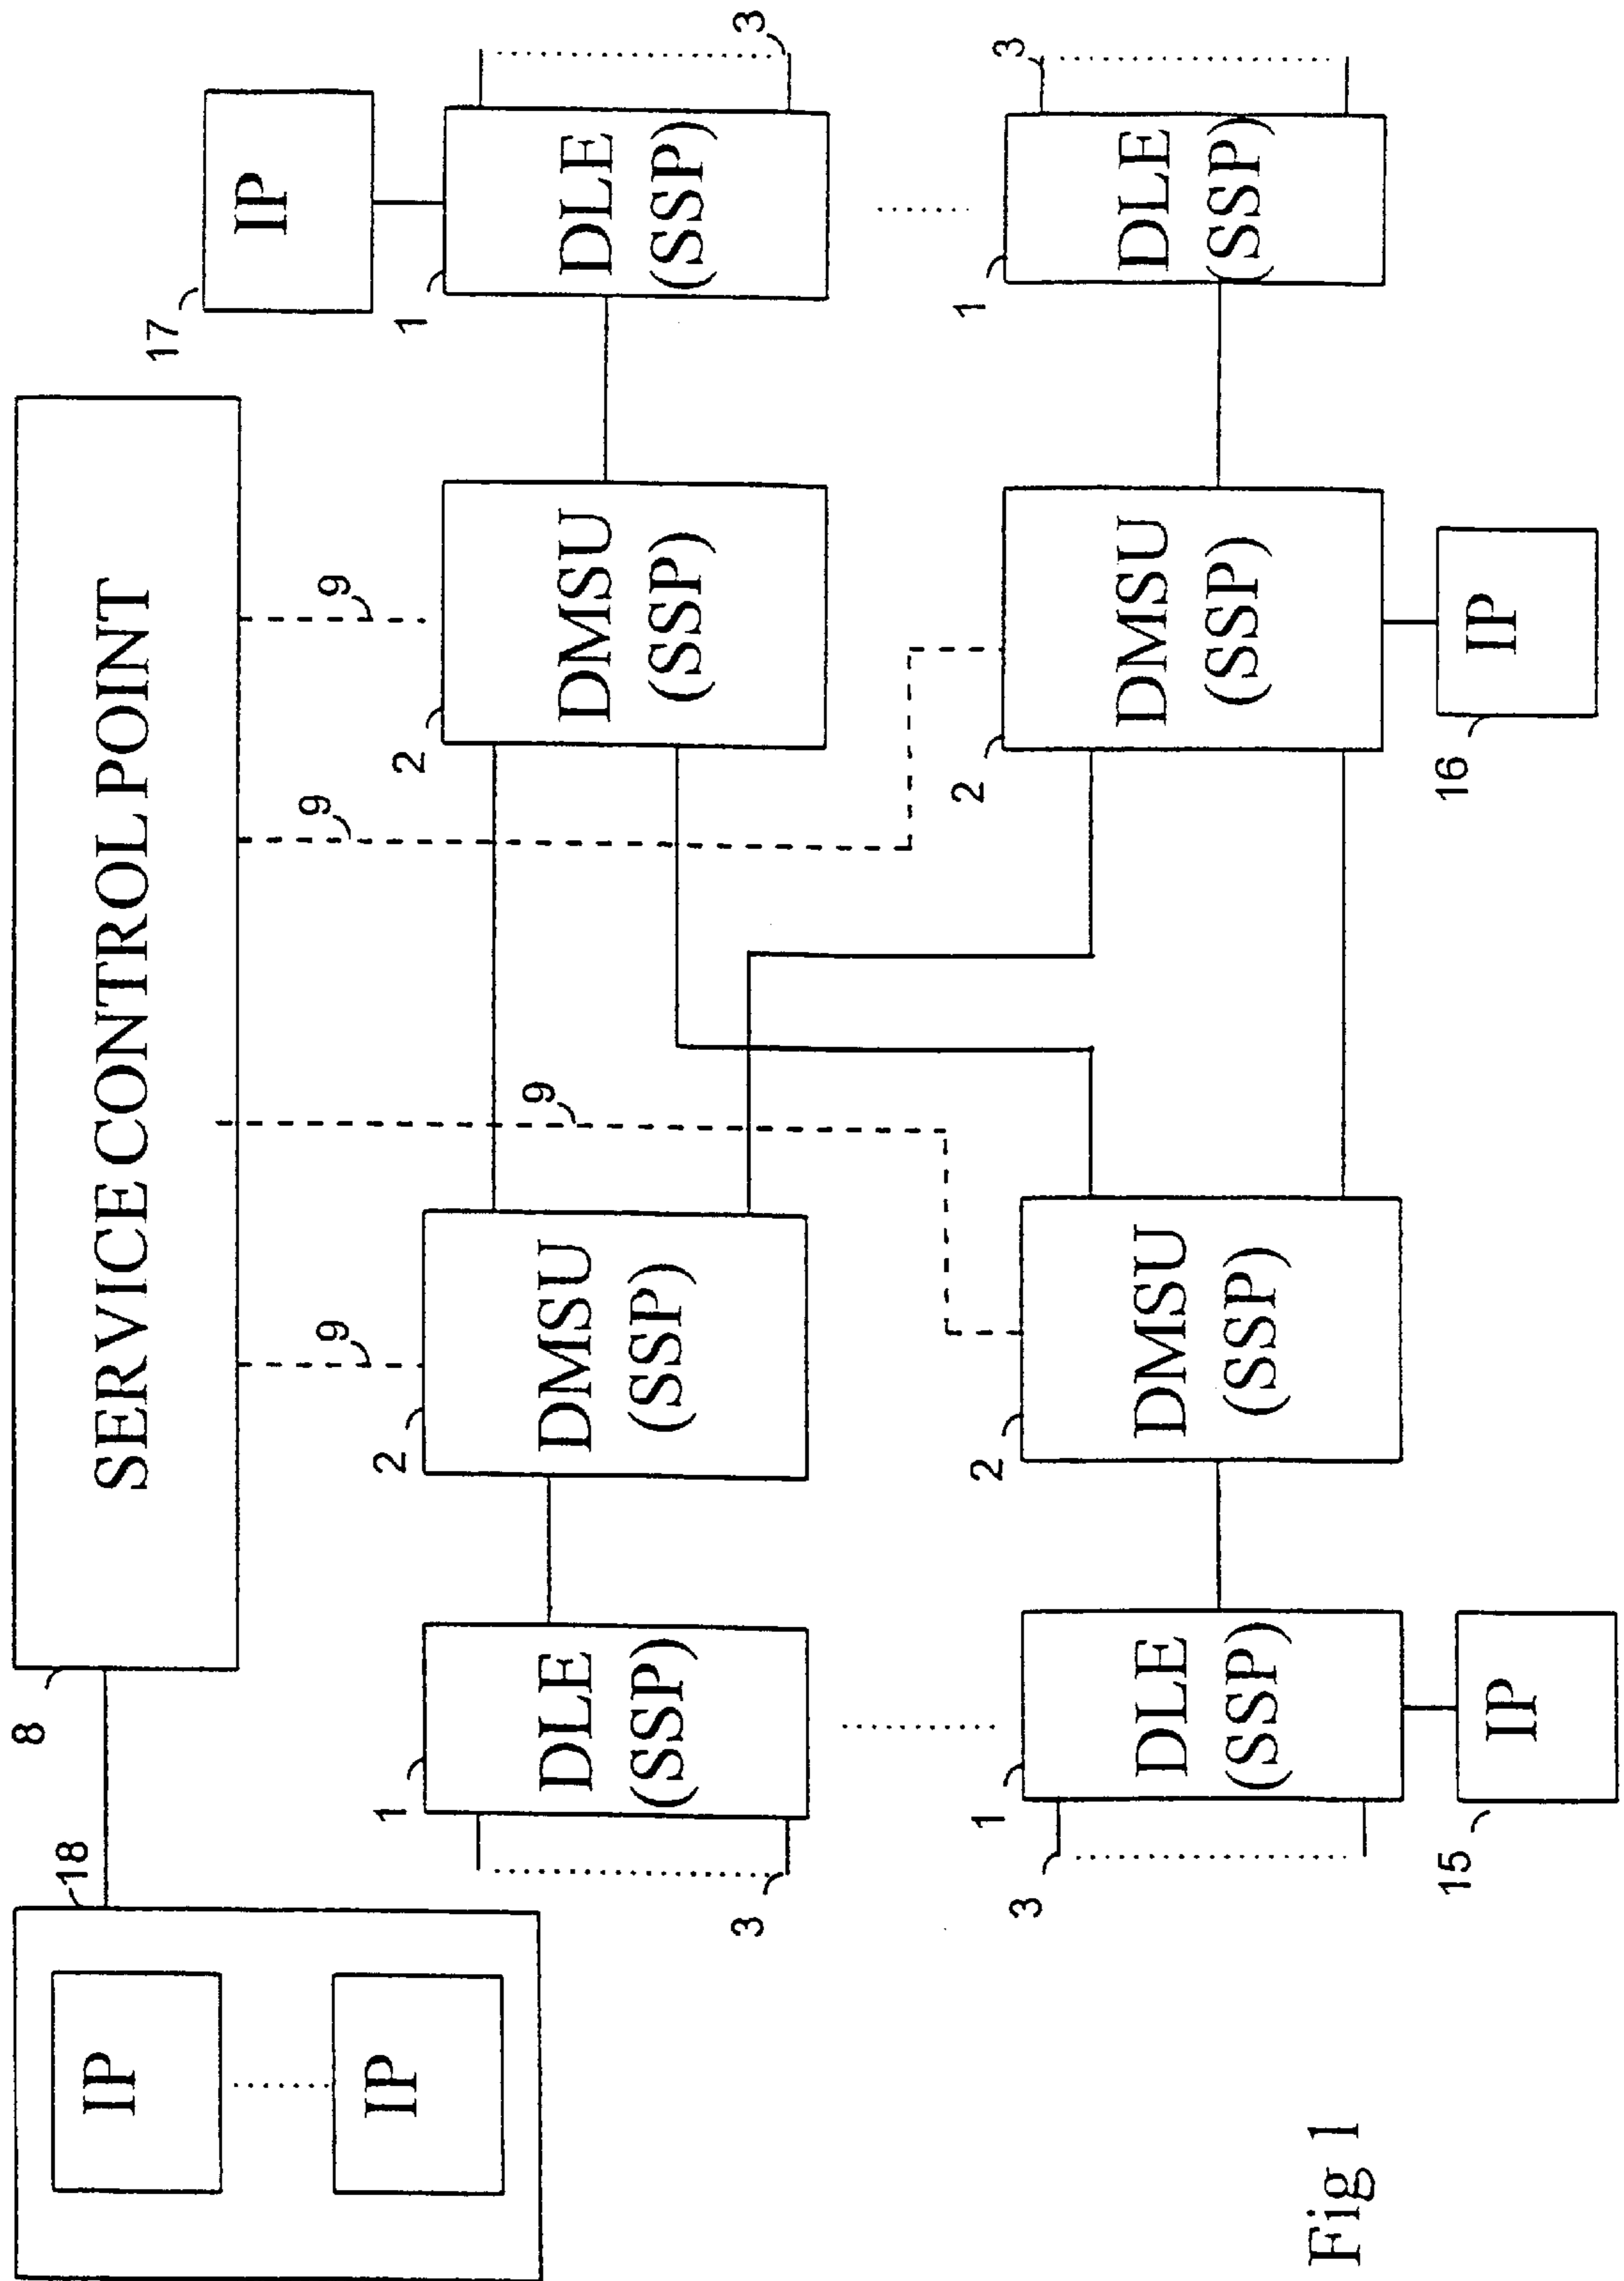 18
8
IP
SERVICE CONTROL POINT
17
IP
9
9
9
9
IP
1
DLE
(SSP)
2
DMSU
(SSP)
2
DMSU
(SSP)
1
DLE
(SSP)
3
3
3
3
1
DLE
(SSP)
2
DMSU
(SSP)
2
DMSU
(SSP)
1
DLE
(SSP)
15
IP
16
IP
Fig 1